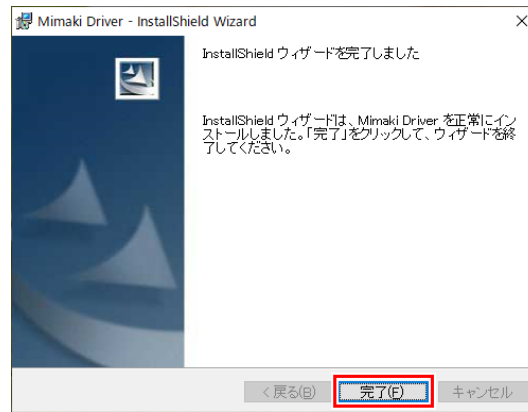 Mimaki Driver - InstallShield Wizard
InstallShield ウィザードを完了しました
InstallShield ウィザードは、Mimaki Driver を正常にイン
ストールしました。「完了」をクリックして、ウィザードを終
了してください。
< 戻る(B) 完了(F) キャンセル